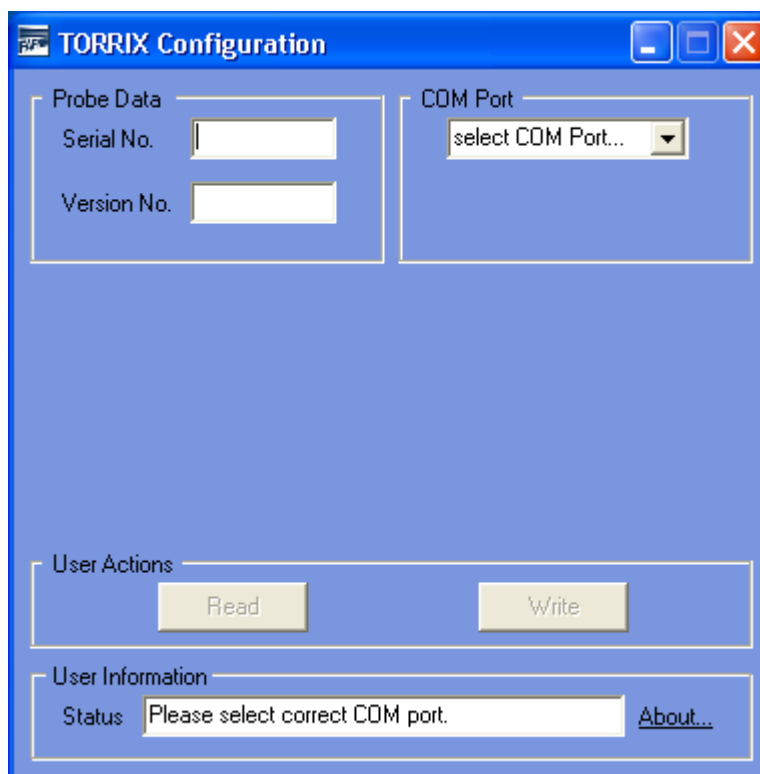 TORRIX Configuration
Probe Data
Serial No.
Version No.
COM Port
select COM Port...
User Actions
Read
Write
User Information
Status
Please select correct COM port.
About...